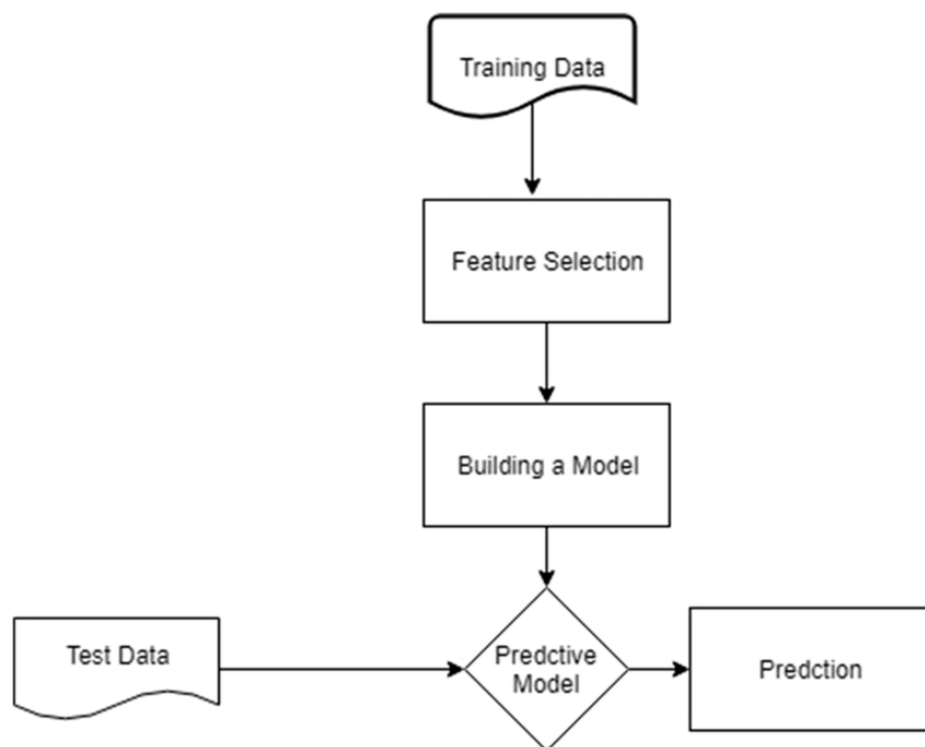 Training Data
Feature Selection
Building a Model
Test Data
Predctive
Model
Predction